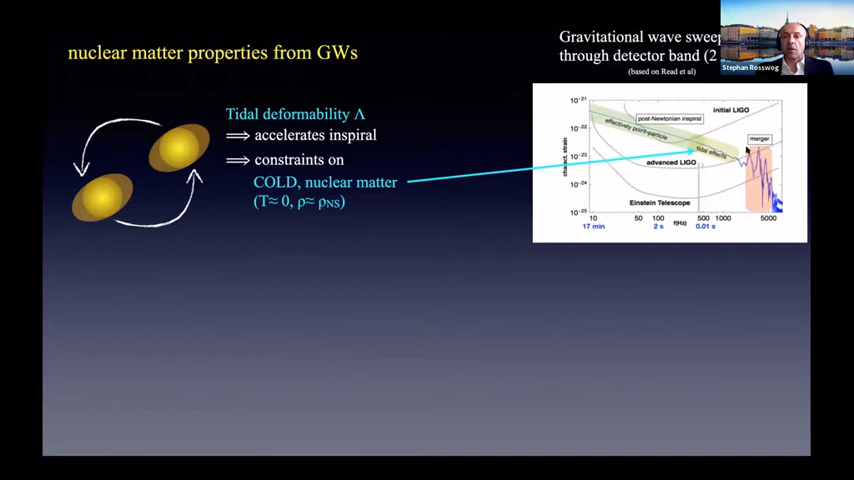 nuclear matter properties from GWs
Gravitational wave sweep
through detector band (2
(based on Read et al)
Stephan Rosswog
Tidal deformability Λ
⟹ accelerates inspiral
⟹ constraints on
COLD, nuclear matter
(T≈ 0, ρ≈ ρNS)
10⁻²¹
10⁻²²
10⁻²³
10⁻²⁴
10⁻²⁵
charact. strain
initial LIGO
post-Newtonian inspiral
effectively point-particle
tidal effects
merger
advanced LIGO
Einstein Telescope
10 50 100 500 1000 5000
f(Hz)
17 min 2 s 0.01 s